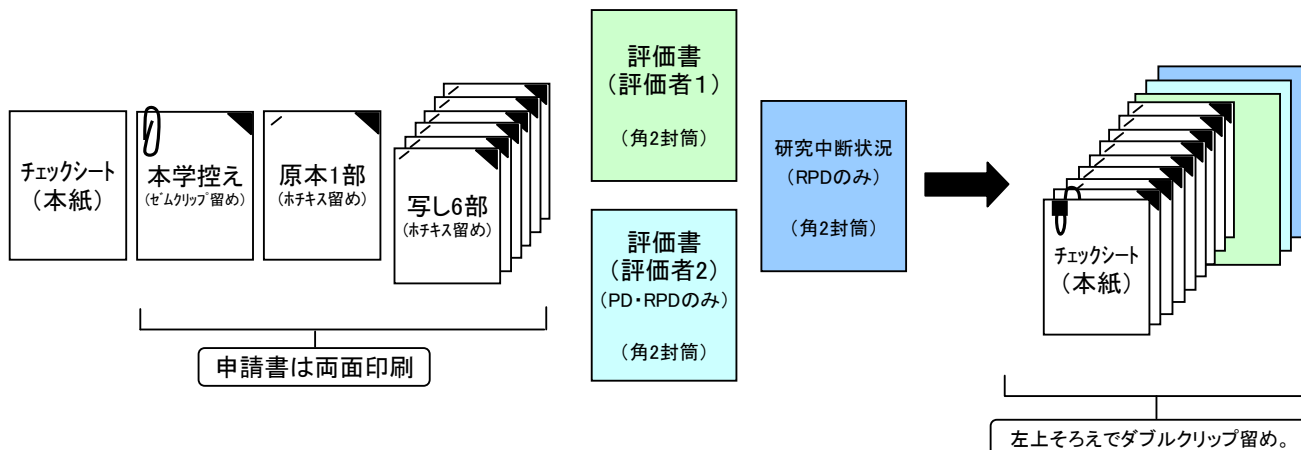 チェックシート
(本紙)
本学控え
(ｾﾞﾑｸﾘｯﾌﾟ留め)
原本1部
(ホチキス留め)
写し6部
(ホチキス留め)
申請書は両面印刷
評価書
(評価者1)
(角2封筒)
評価書
(評価者2)
(PD・RPDのみ)
(角2封筒)
研究中断状況
(RPDのみ)
(角2封筒)
チェックシート
(本紙)
左上そろえでダブルクリップ留め。